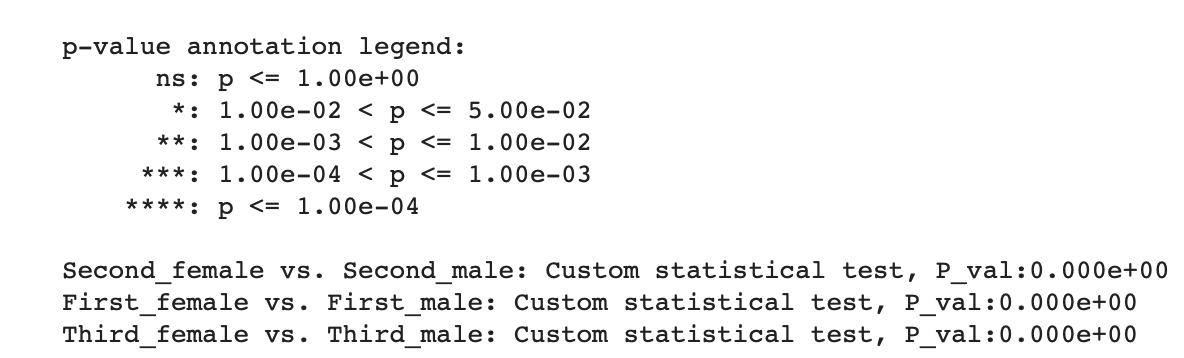 p-value annotation legend:
ns: p <= 1.00e+00
*: 1.00e-02 < p <= 5.00e-02
**: 1.00e-03 < p <= 1.00e-02
***: 1.00e-04 < p <= 1.00e-03
****: p <= 1.00e-04
Second_female vs. Second_male: Custom statistical test, P_val:0.000e+00
First_female vs. First_male: Custom statistical test, P_val:0.000e+00
Third_female vs. Third_male: Custom statistical test, P_val:0.000e+00